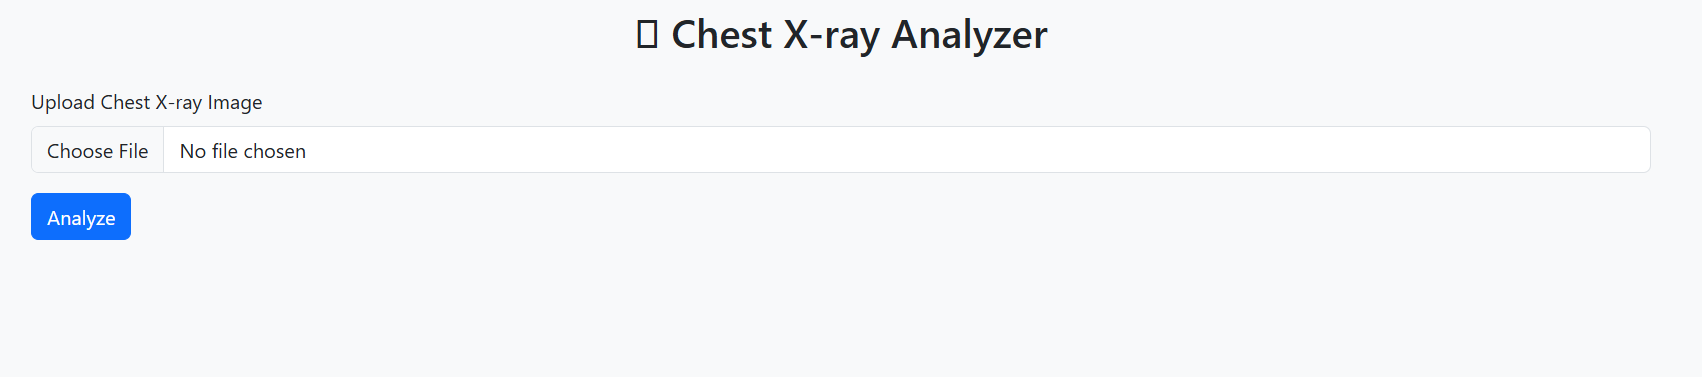 Chest X-ray Analyzer
Upload Chest X-ray Image
Choose File No file chosen
Analyze